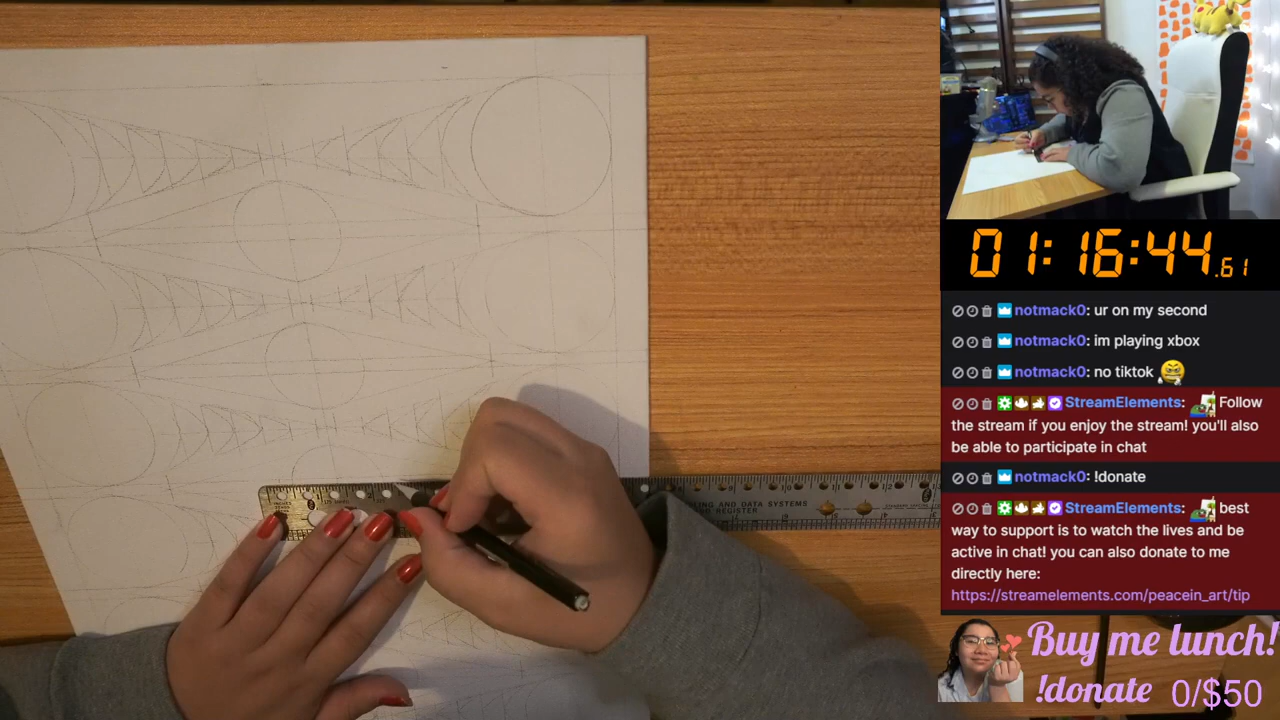 01:16:44.61
notmack0: ur on my second
notmack0: im playing xbox
notmack0: no tiktok
StreamElements: Follow
the stream if you enjoy the stream! you'll also
be able to participate in chat
notmack0: !donate
StreamElements: best
way to support is to watch the lives and be
active in chat! you can also donate to me
directly here:
https://streamelements.com/peacein_art/tip
AND DATA SYSTEMS
REGISTER
Buy me lunch!
!donate 0/$50